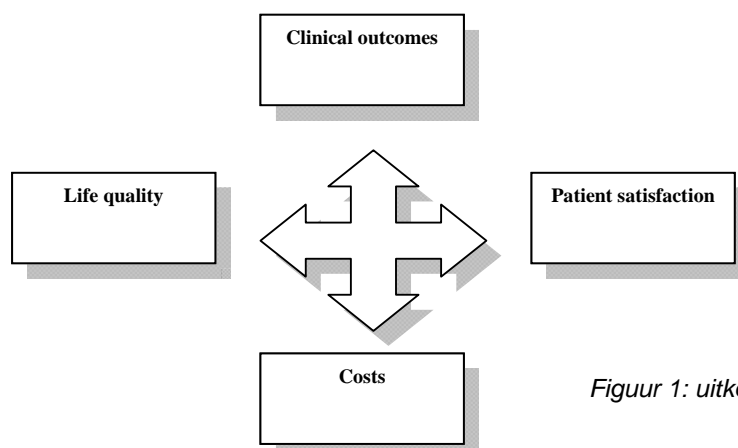 Clinical outcomes
Life quality
Patient satisfaction
Costs
Figuur 1: